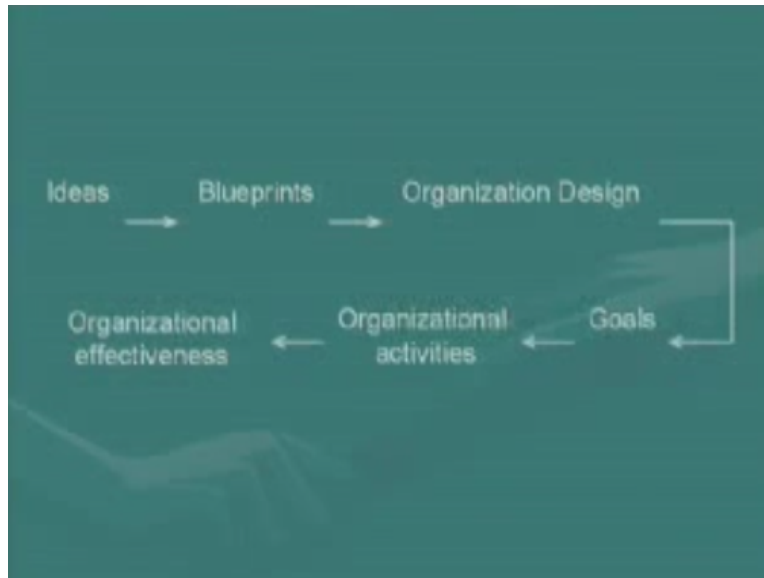 Ideas Blueprints Organization Design
Organizational effectiveness
Organizational activities
Goals